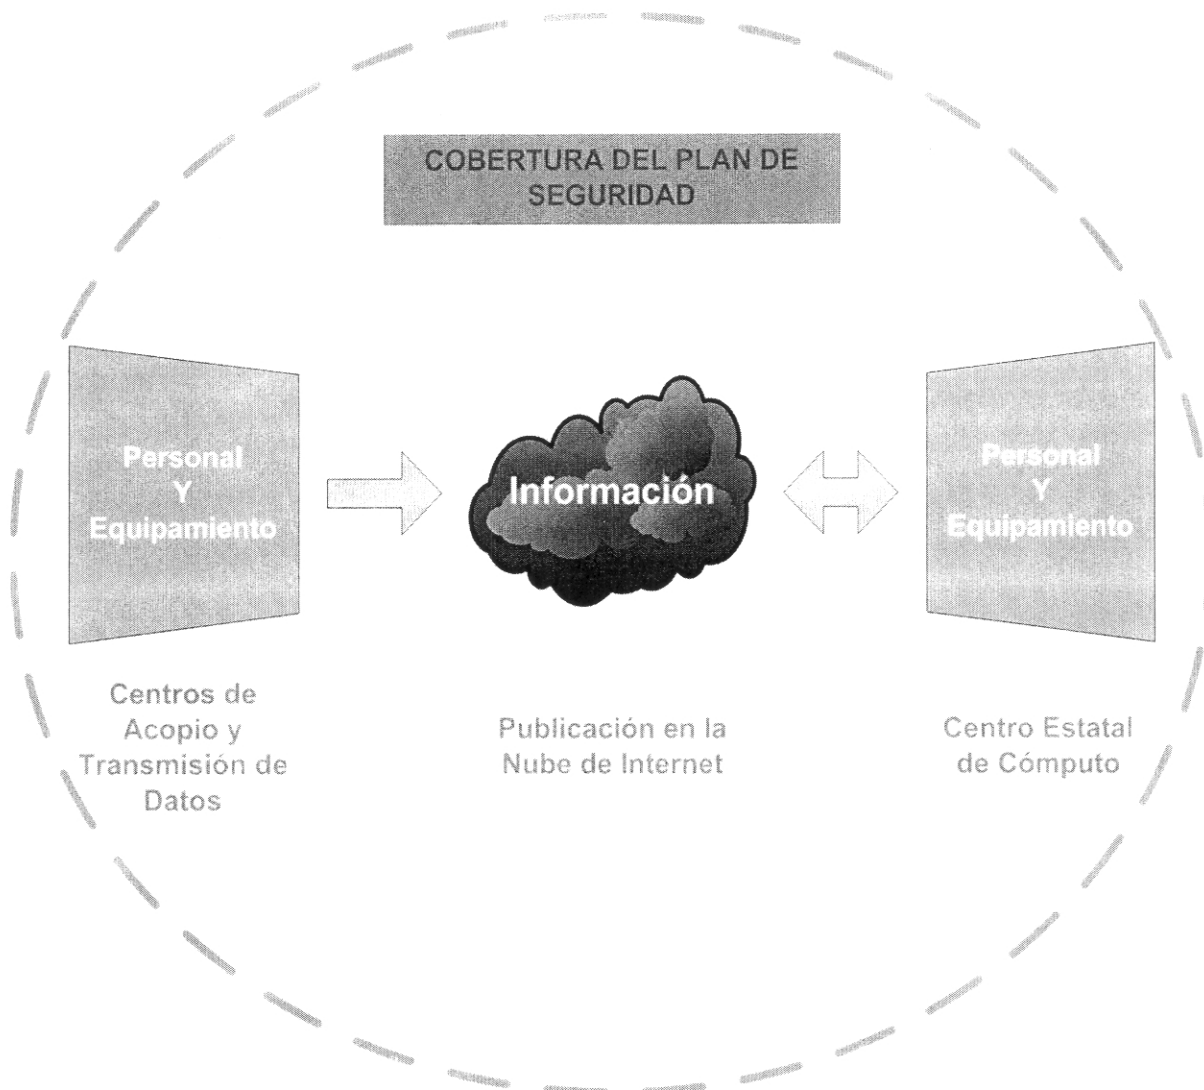 COBERTURA DEL PLAN DE
SEGURIDAD
Personal
Y
Equipamiento
Información
Personal
Y
Equipamiento
Centros de
Acopio y
Transmisión de
Datos
Publicación en la
Nube de Internet
Centro Estatal
de Cómputo